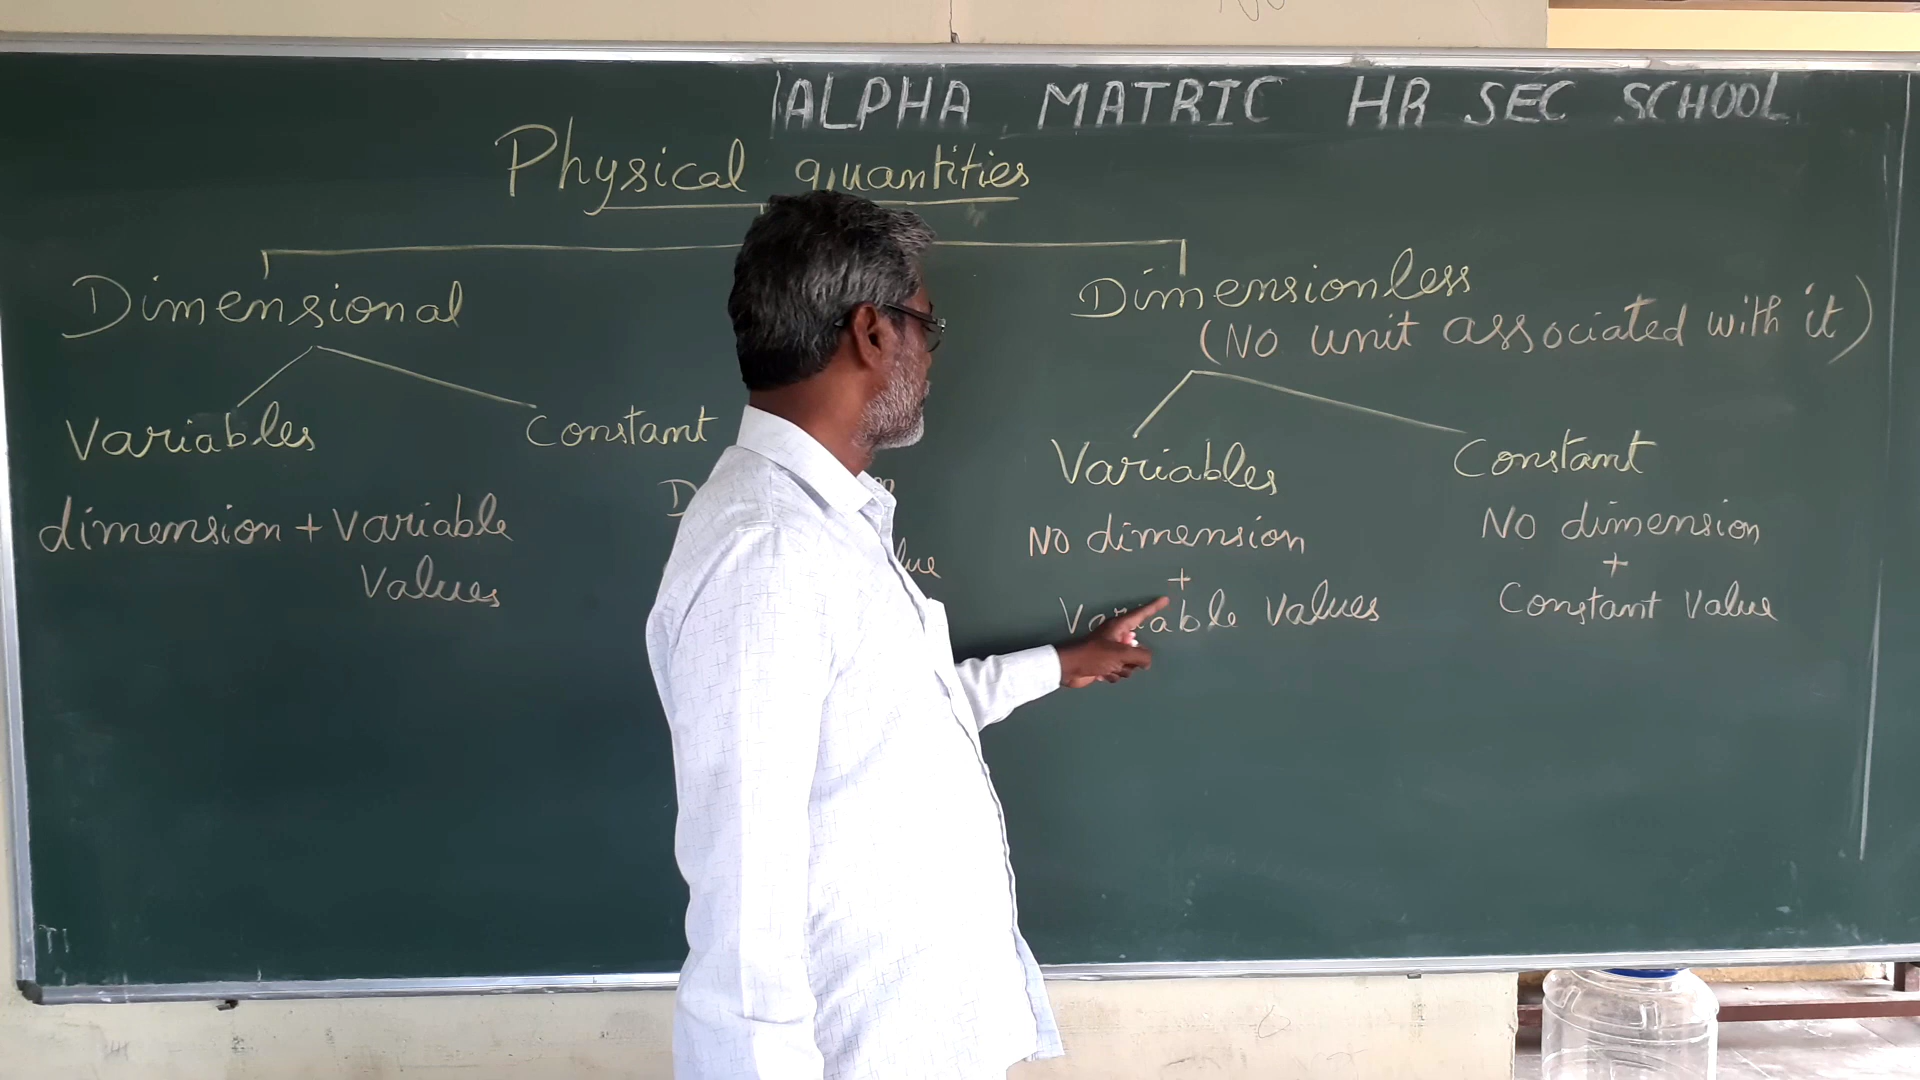 ALPHA MATRIC HR SEC SCHOOL
Physical quantities
Dimensional
Dimensionless
(No unit associated with it)
Variables
Constant
Variables
Constant
dimension + Variable
Values
No dimension
+
Variable Values
No dimension
+
Constant Value